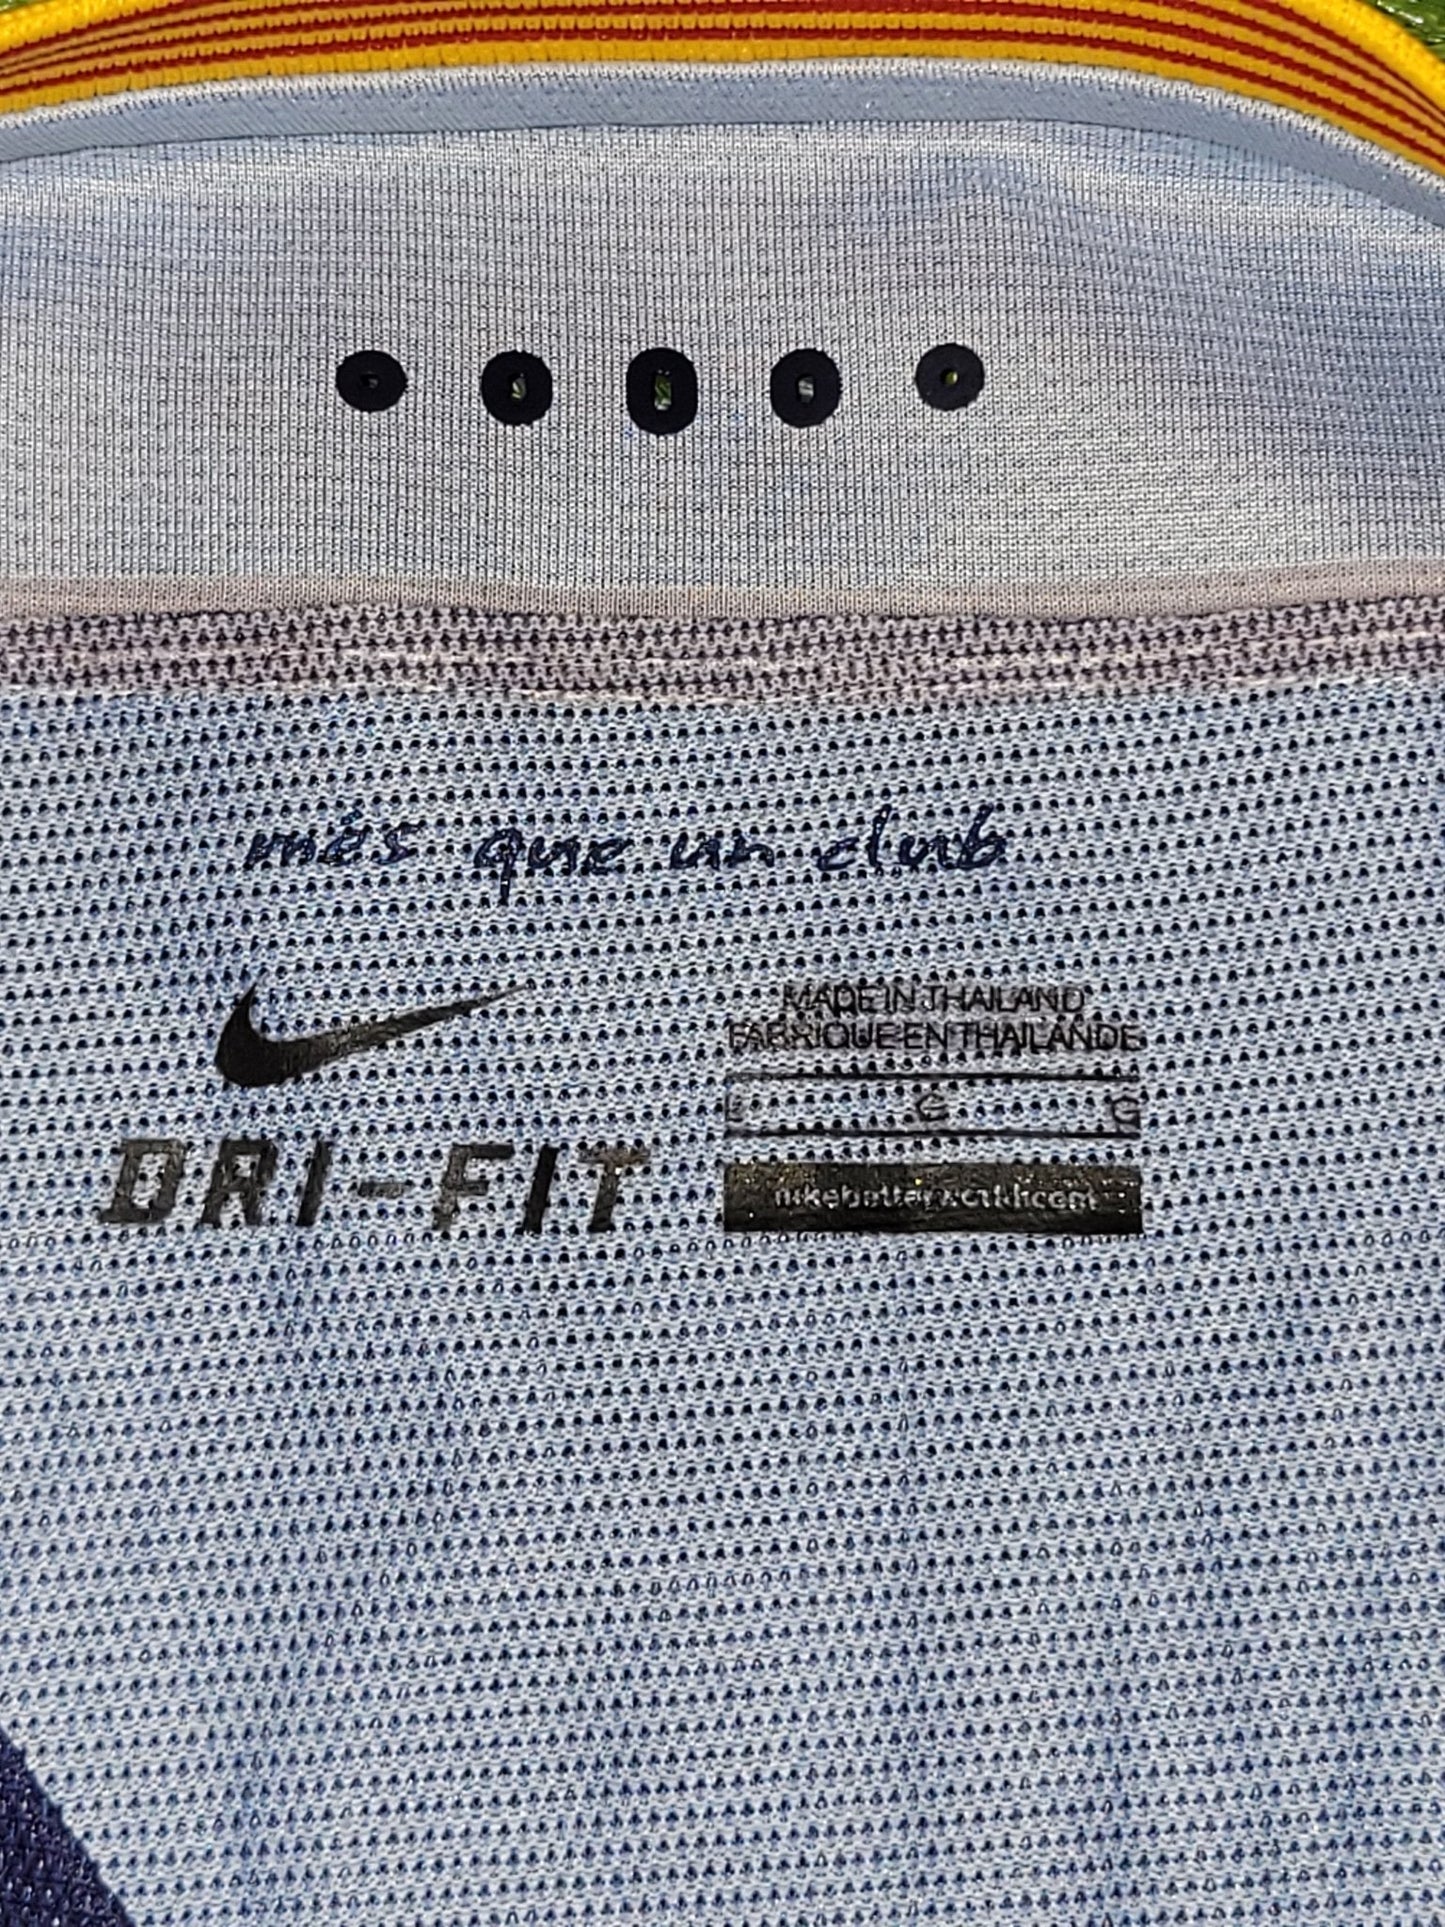 més que un club
MADE IN THAILAND
FABRIQUE EN THAILANDE
DRI-FIT
L G G